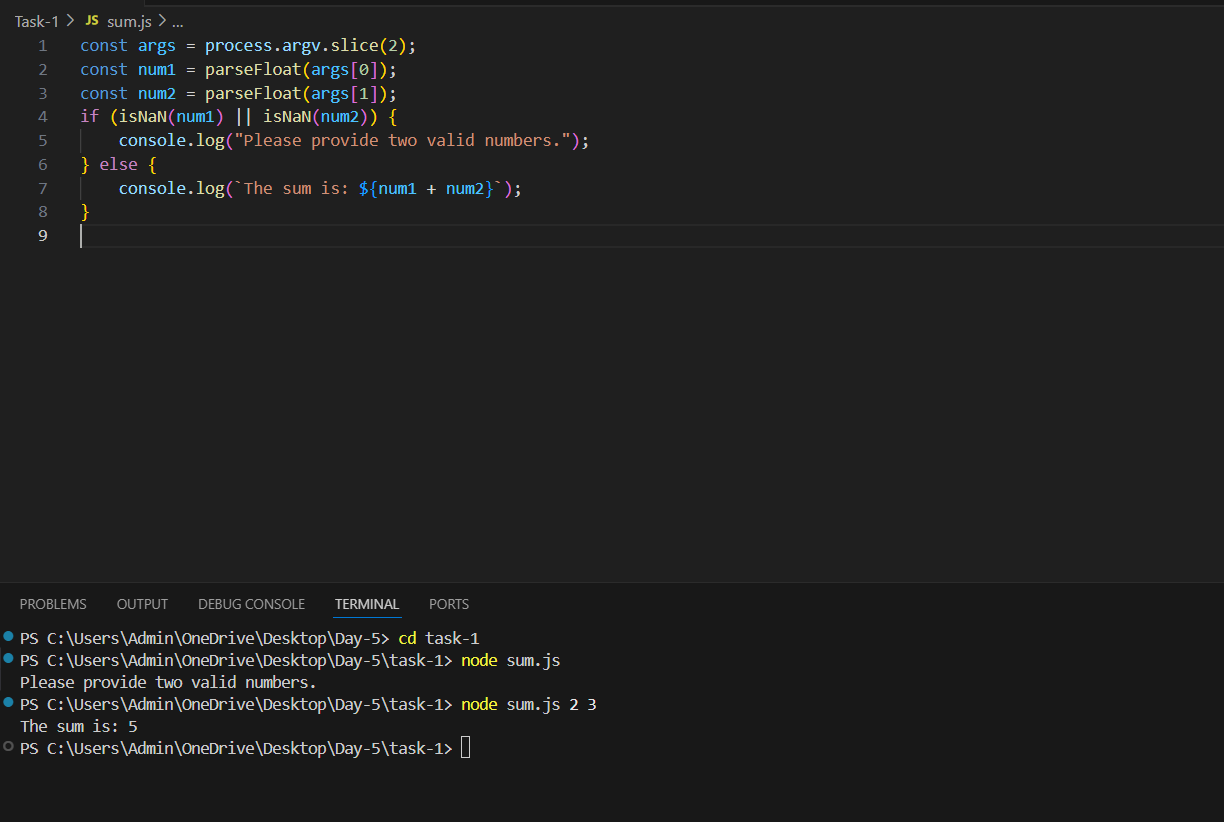 Task-1 > JS sum.js > ...
1 const args = process.argv.slice(2);
2 const num1 = parseFloat(args[0]);
3 const num2 = parseFloat(args[1]);
4 if (isNaN(num1) || isNaN(num2)) {
5     console.log("Please provide two valid numbers.");
6 } else {
7     console.log(`The sum is: ${num1 + num2}`);
8 }
9
PROBLEMS OUTPUT DEBUG CONSOLE TERMINAL PORTS
PS C:\Users\Admin\OneDrive\Desktop\Day-5> cd task-1
PS C:\Users\Admin\OneDrive\Desktop\Day-5\task-1> node sum.js
Please provide two valid numbers.
PS C:\Users\Admin\OneDrive\Desktop\Day-5\task-1> node sum.js 2 3
The sum is: 5
PS C:\Users\Admin\OneDrive\Desktop\Day-5\task-1>